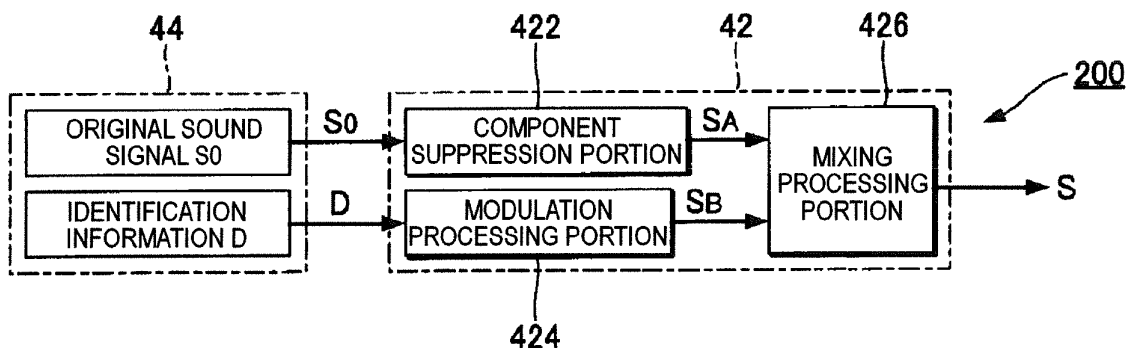 44
422
42
426
200
ORIGINAL SOUND
SIGNAL S0
S0
COMPONENT
SUPPRESSION PORTION
SA
MIXING
PROCESSING
PORTION
S
IDENTIFICATION
INFORMATION D
D
MODULATION
PROCESSING PORTION
SB
424